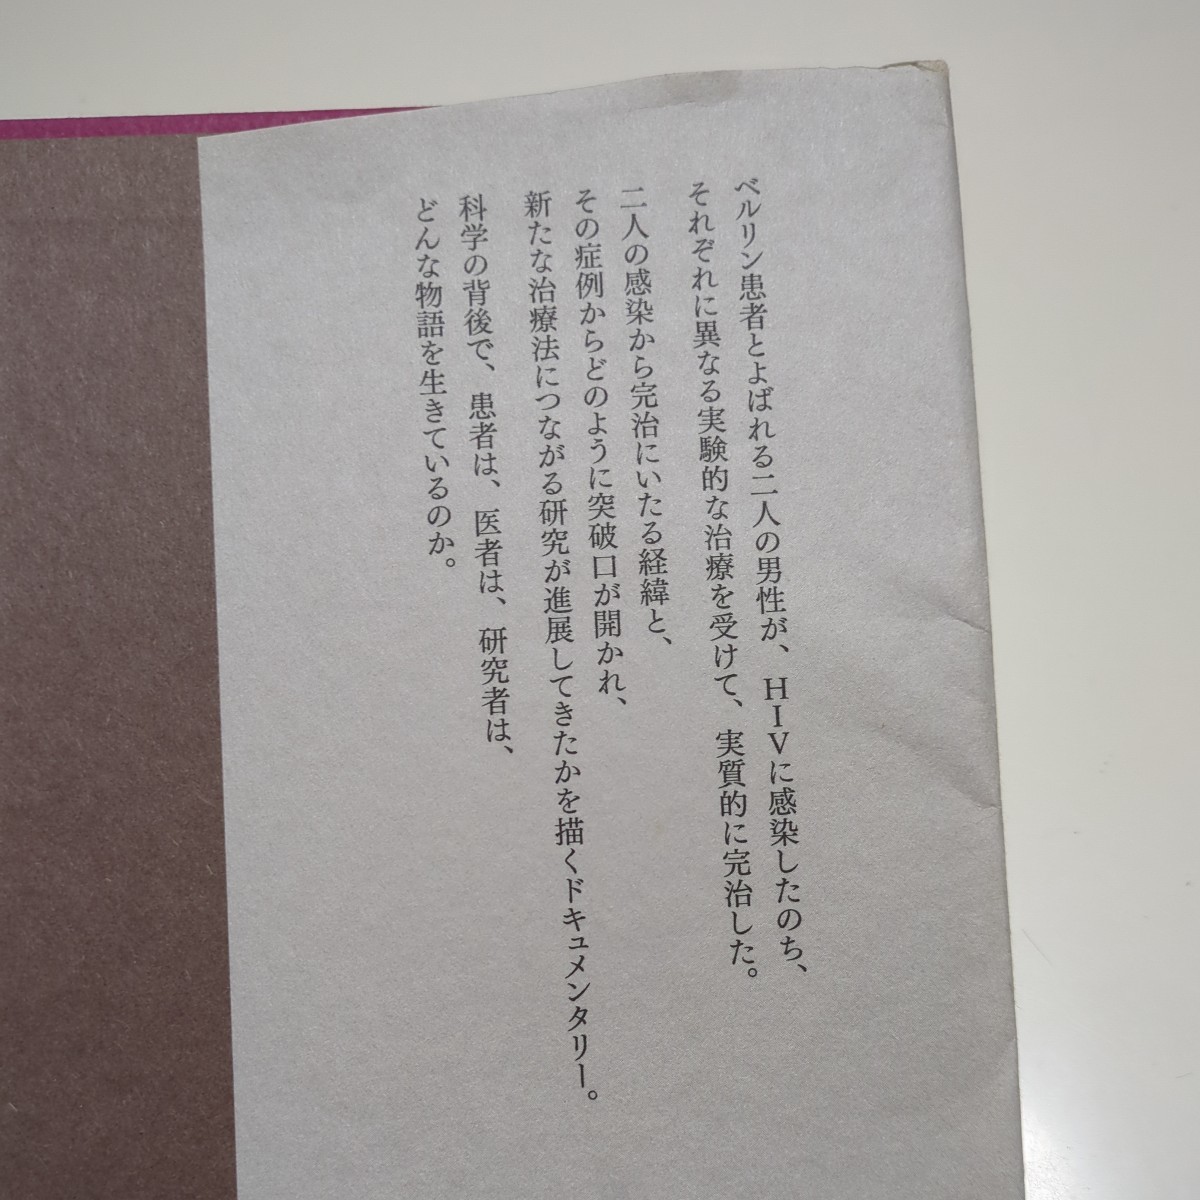 ベルリン患者とよばれる二人の男性が、HIVに感染したのち、
それぞれに異なる実験的な治療を受けて、実質的に完治した。
二人の感染から完治にいたる経緯と、
その症例からどのように突破口が開かれ、
新たな治療法につながる研究が進展してきたかを描くドキュメンタリー。
科学の背後で、患者は、医者は、研究者は、
どんな物語を生きているのか。